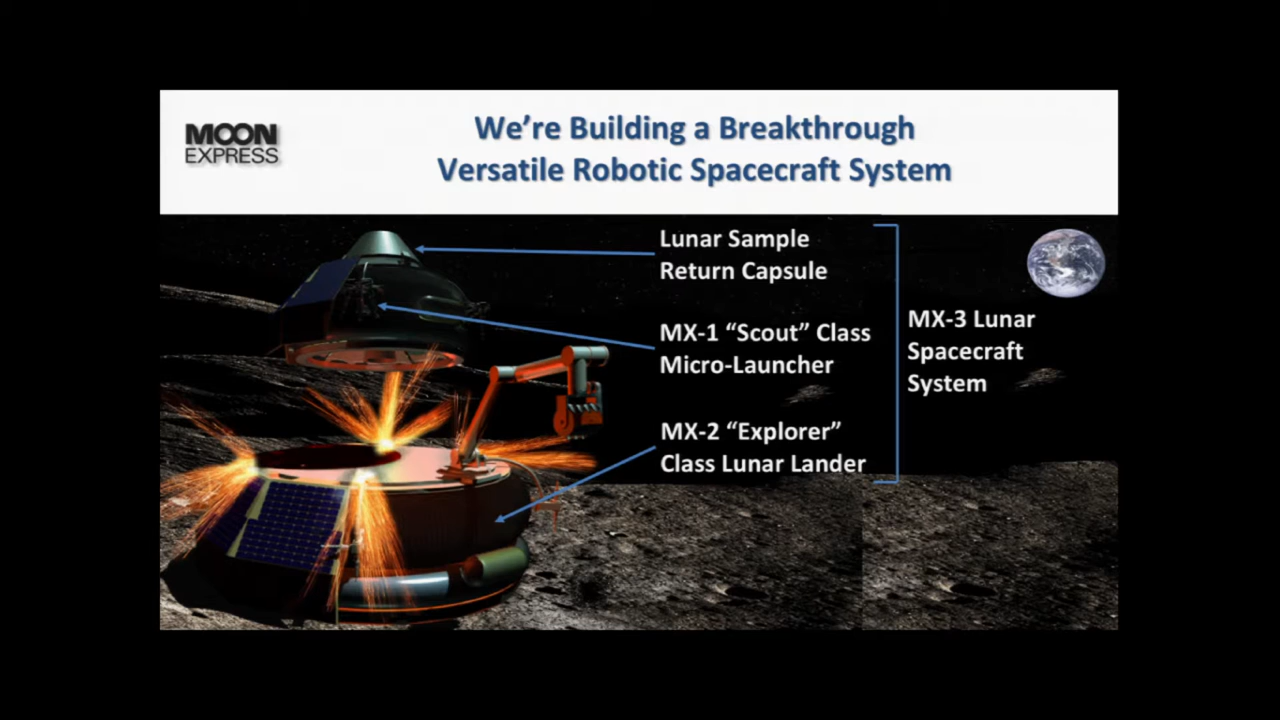 MOON
EXPRESS
We’re Building a Breakthrough
Versatile Robotic Spacecraft System
Lunar Sample
Return Capsule
MX-1 “Scout” Class
Micro-Launcher
MX-2 “Explorer”
Class Lunar Lander
MX-3 Lunar
Spacecraft
System